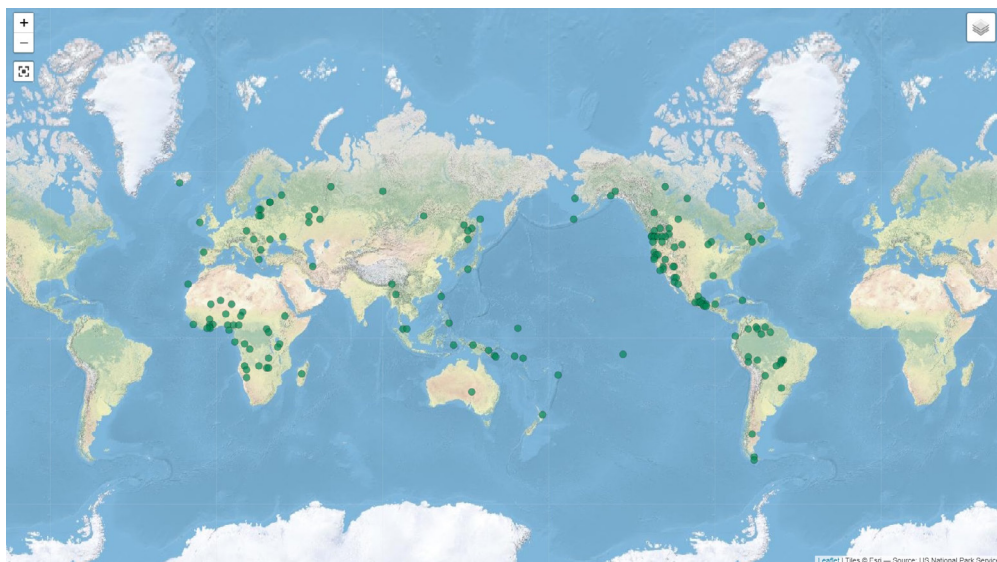 +
−
Leaflet | Tiles © Esri — Source: US National Park Service